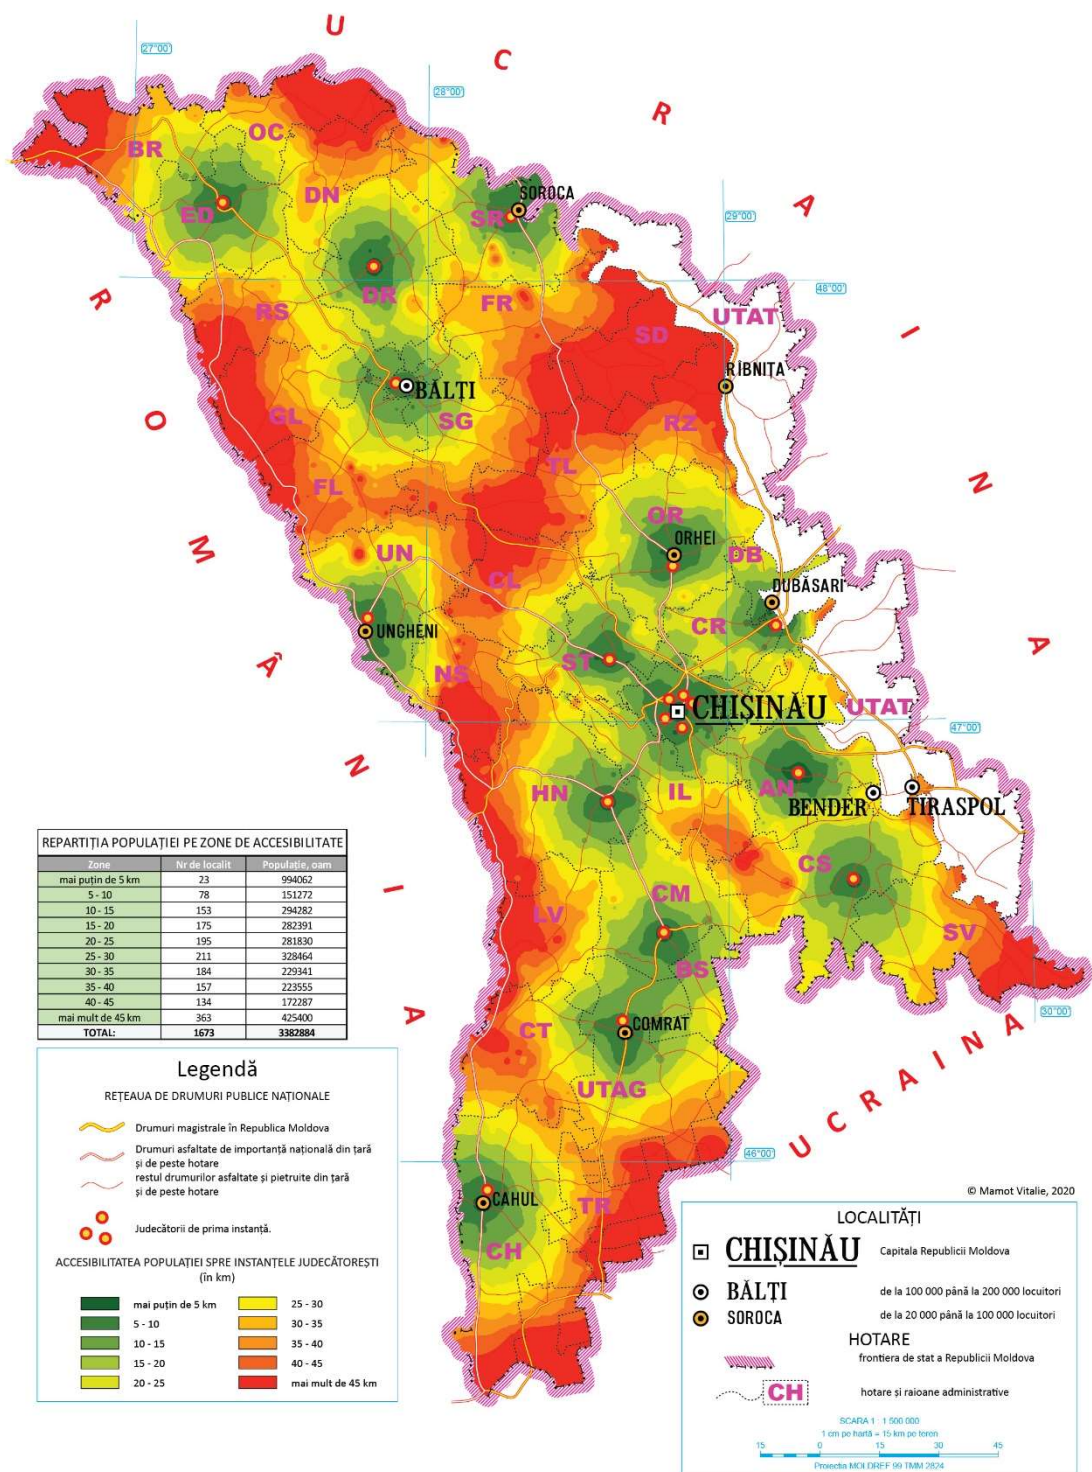 U C R A I N A
27°00'
28°00'
29°00'
48°00'
R O M Â N I A
BR
OC
DN
ED
SOROCA
SR
DR
RS
FR
UTAT
SD
RÎBNIȚA
BĂLȚI
SG
GL
RZ
TL
FL
OR
ORHEI
UN
DB
CL
DUBĂSARI
UNGHENI
CR
ST
NS
CHIȘINĂU
UTAT
47°00'
HN
IL
AN
BENDER
TIRASPOL
CS
CM
LV
SV
BS
30°00'
CT
COMRAT
UTAG
U C R A I N A
46°00'
CAHUL
TR
CH
REPARTIȚIA POPULAȚIEI PE ZONE DE ACCESIBILITATE
Zone Nr de localit Populație, oam
mai puțin de 5 km 23 994062
5 - 10 78 151272
10 - 15 153 294282
15 - 20 175 282391
20 - 25 195 281830
25 - 30 211 328464
30 - 35 184 229341
35 - 40 157 223555
40 - 45 134 172287
mai mult de 45 km 363 425400
TOTAL: 1673 3382884
Legendă
REȚEAUA DE DRUMURI PUBLICE NAȚIONALE
Drumuri magistrale în Republica Moldova
Drumuri asfaltate de importanță națională din țară
și de peste hotare
restul drumurilor asfaltate și pietruite din țară
și de peste hotare
Judecătorii de prima instanță.
ACCESIBILITATEA POPULAȚIEI SPRE INSTANȚELE JUDECĂTOREȘTI
(în km)
mai puțin de 5 km 25 - 30
5 - 10 30 - 35
10 - 15 35 - 40
15 - 20 40 - 45
20 - 25 mai mult de 45 km
© Mamot Vitalie, 2020
LOCALITĂȚI
CHIȘINĂU Capitala Republicii Moldova
BĂLȚI de la 100 000 până la 200 000 locuitori
SOROCA de la 20 000 până la 100 000 locuitori
HOTARE
frontiera de stat a Republicii Moldova
CH hotare și raioane administrative
SCARA 1 : 1 500 000
1 cm pe hartă = 15 km pe teren
15 0 15 30 45
Proiecția MOLDREF 99 TMM 2824